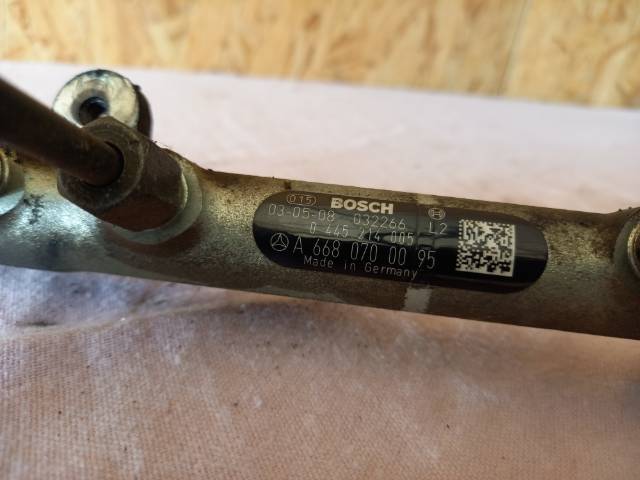 015 BOSCH
03-05-08 032266 L2
0 445 214 005
A 668 070 00 95
Made in Germany